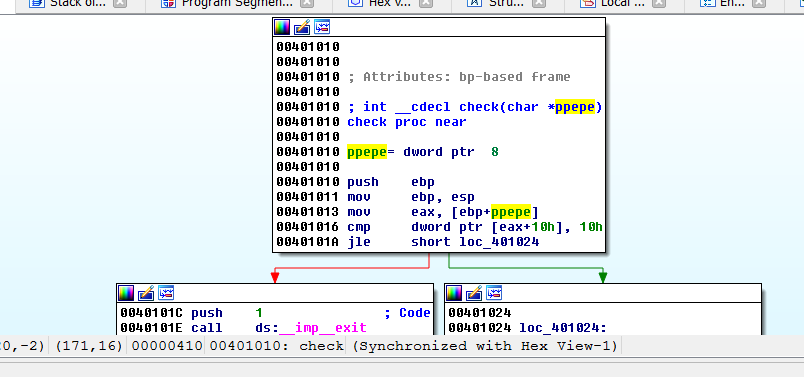 Stack of... Program Segmen... Hex v... Stru... Local ... En...
00401010
00401010
00401010 ; Attributes: bp-based frame
00401010
00401010 ; int __cdecl check(char *ppepe)
00401010 check proc near
00401010
00401010 ppepe= dword ptr  8
00401010
00401010 push    ebp
00401011 mov     ebp, esp
00401013 mov     eax, [ebp+ppepe]
00401016 cmp     dword ptr [eax+10h], 10h
0040101A jle     short loc_401024
0040101C push    1               ; Code
0040101E call    ds:__imp__exit
00401024
00401024 loc_401024:
0,-2) (171,16) 00000410 00401010: check (Synchronized with Hex View-1)